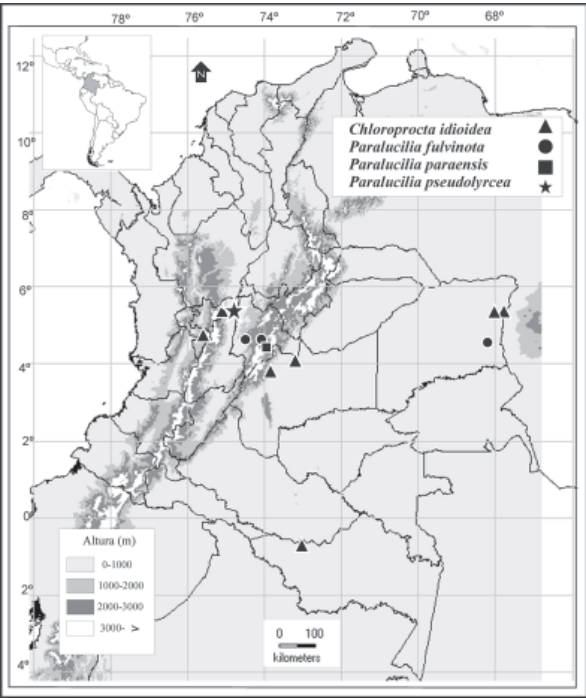 78° 76° 74° 72° 70° 68°
12°
N
Chloroprocta idioidea
Paralucilia fulvinota
10°
Paralucilia paraensis
Paralucilia pseudolyrcea
8°
6°
4°
2°
0
Altura (m)
0-1000
1000-2000
2000-3000
3000- >
2°
0 100
kilometers
4°